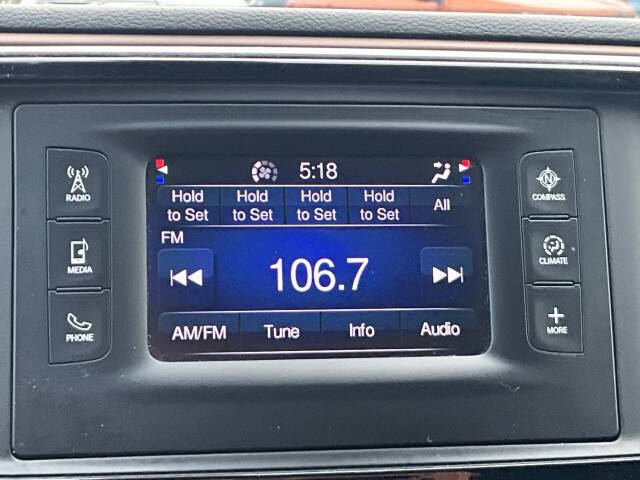 5:18
Hold Hold Hold Hold All
to Set to Set to Set to Set
FM
106.7
AM/FM Tune Info Audio
RADIO
MEDIA
PHONE
N
COMPASS
CLIMATE
MORE